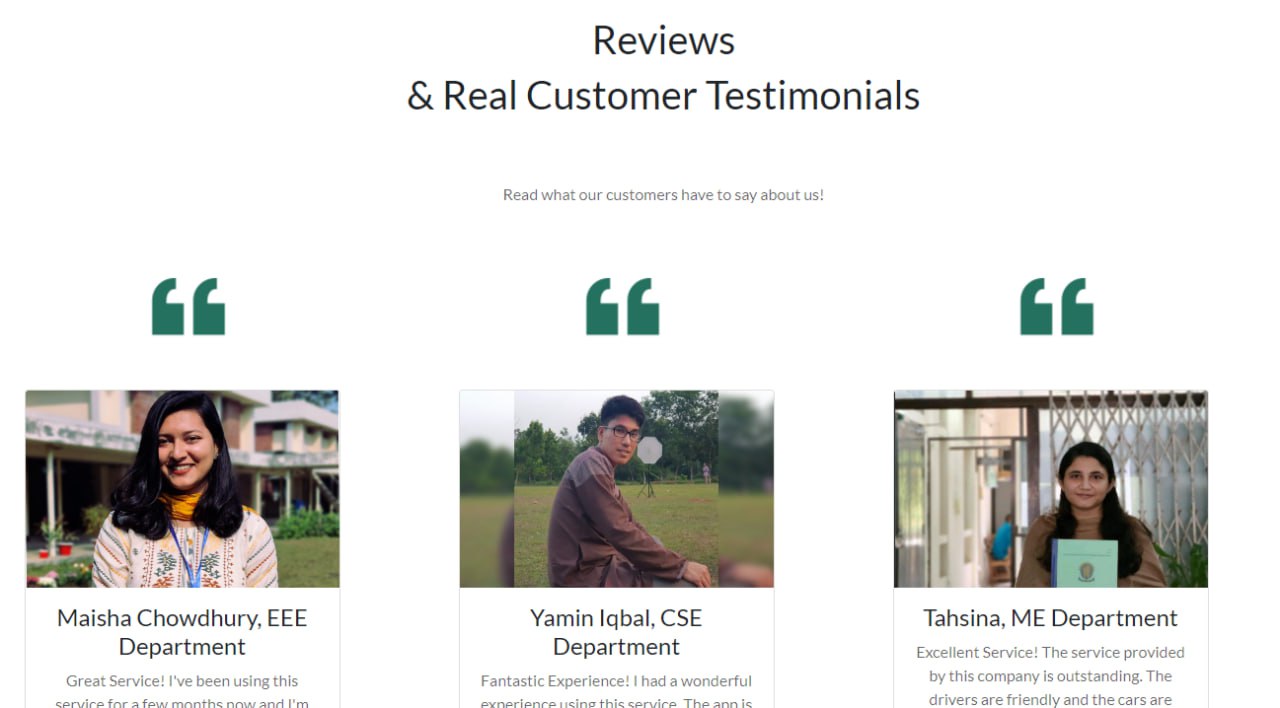 Reviews
& Real Customer Testimonials
Read what our customers have to say about us!
Maisha Chowdhury, EEE
Department
Great Service! I've been using this
service for a few months now and I'm
Yamin Iqbal, CSE
Department
Fantastic Experience! I had a wonderful
experience using this service. The app is
Tahsina, ME Department
Excellent Service! The service provided
by this company is outstanding. The
drivers are friendly and the cars are